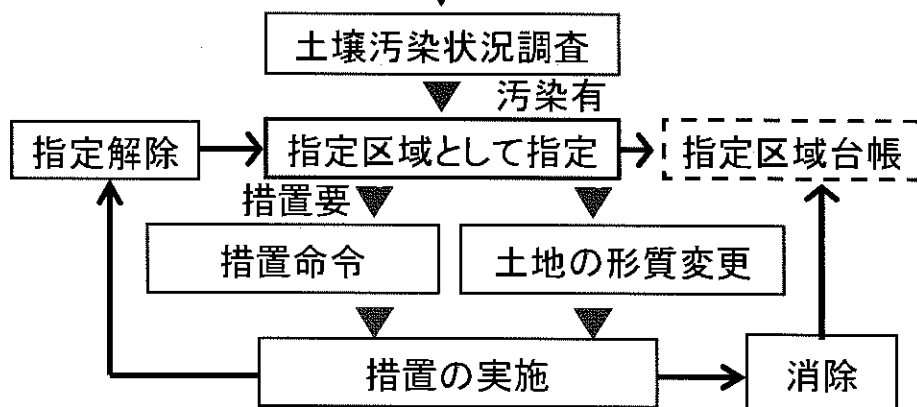 土壌汚染状況調査
汚染有
指定解除
指定区域として指定
指定区域台帳
措置要
措置命令
土地の形質変更
措置の実施
消除